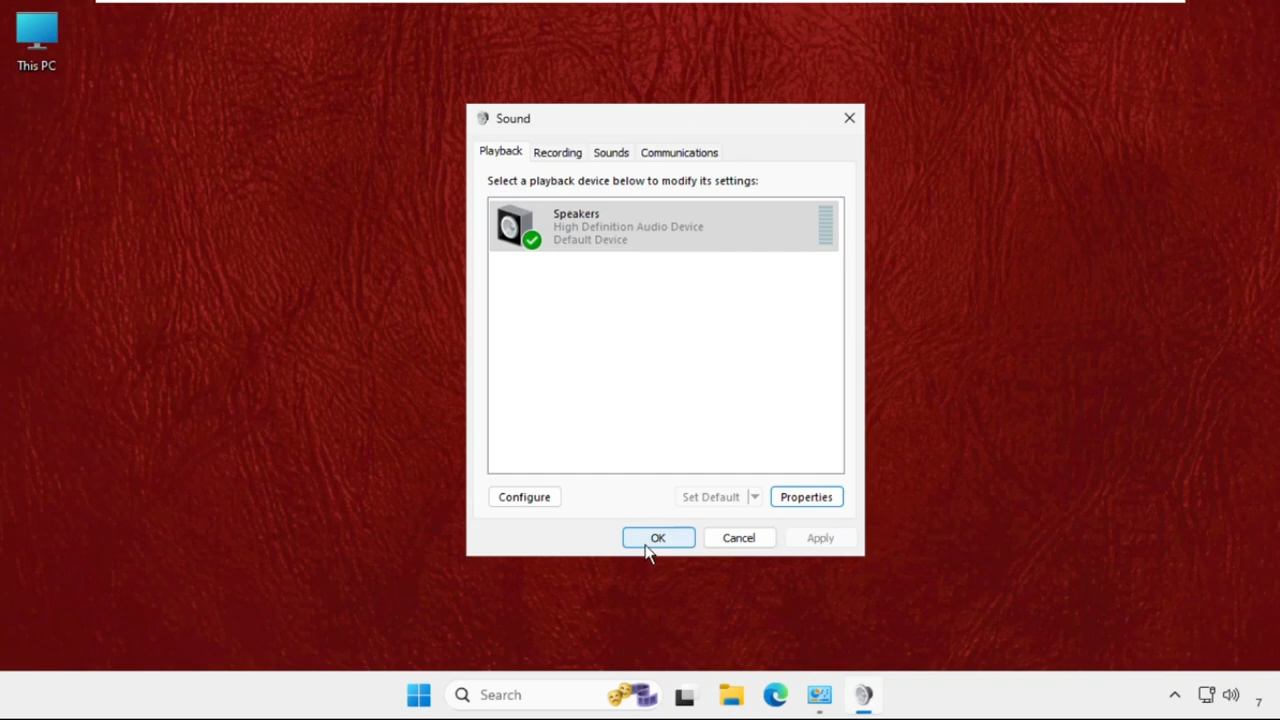 This PC
Sound
Playback Recording Sounds Communications
Select a playback device below to modify its settings:
Speakers
High Definition Audio Device
Default Device
Configure Set Default Properties
OK Cancel Apply
Search
7